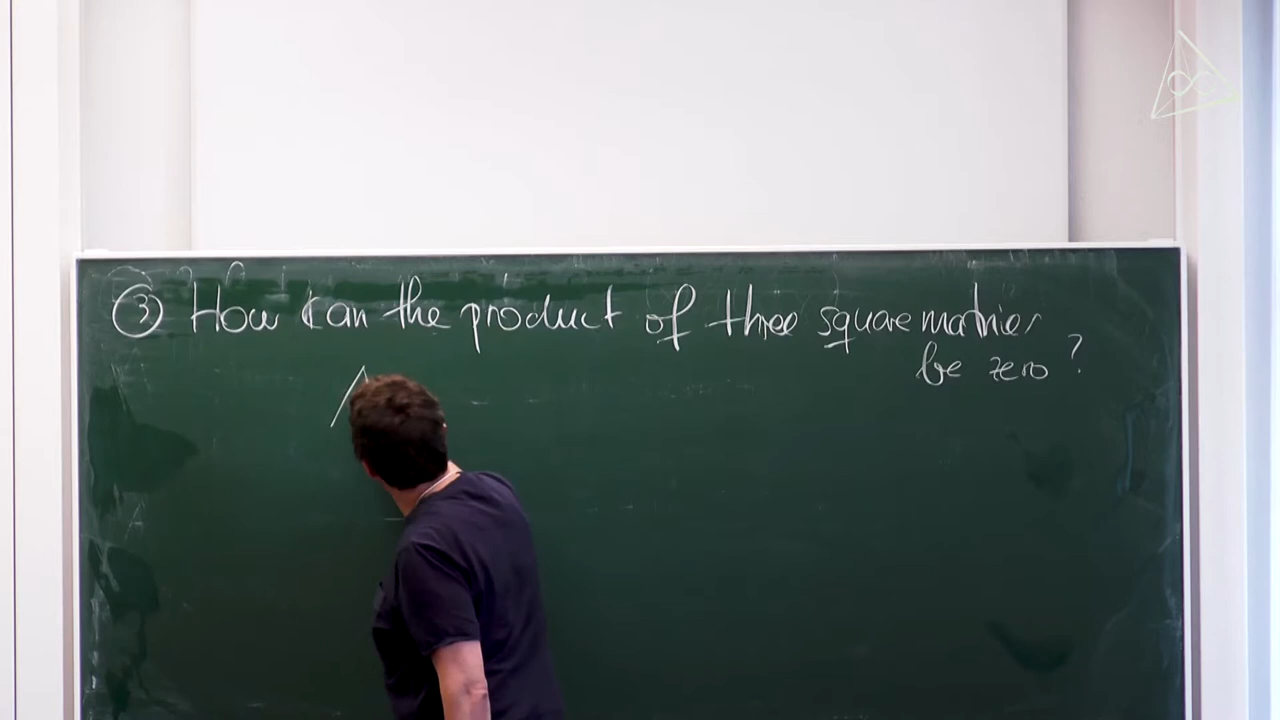 ③ How can the product of three square matrices
be zero?
A